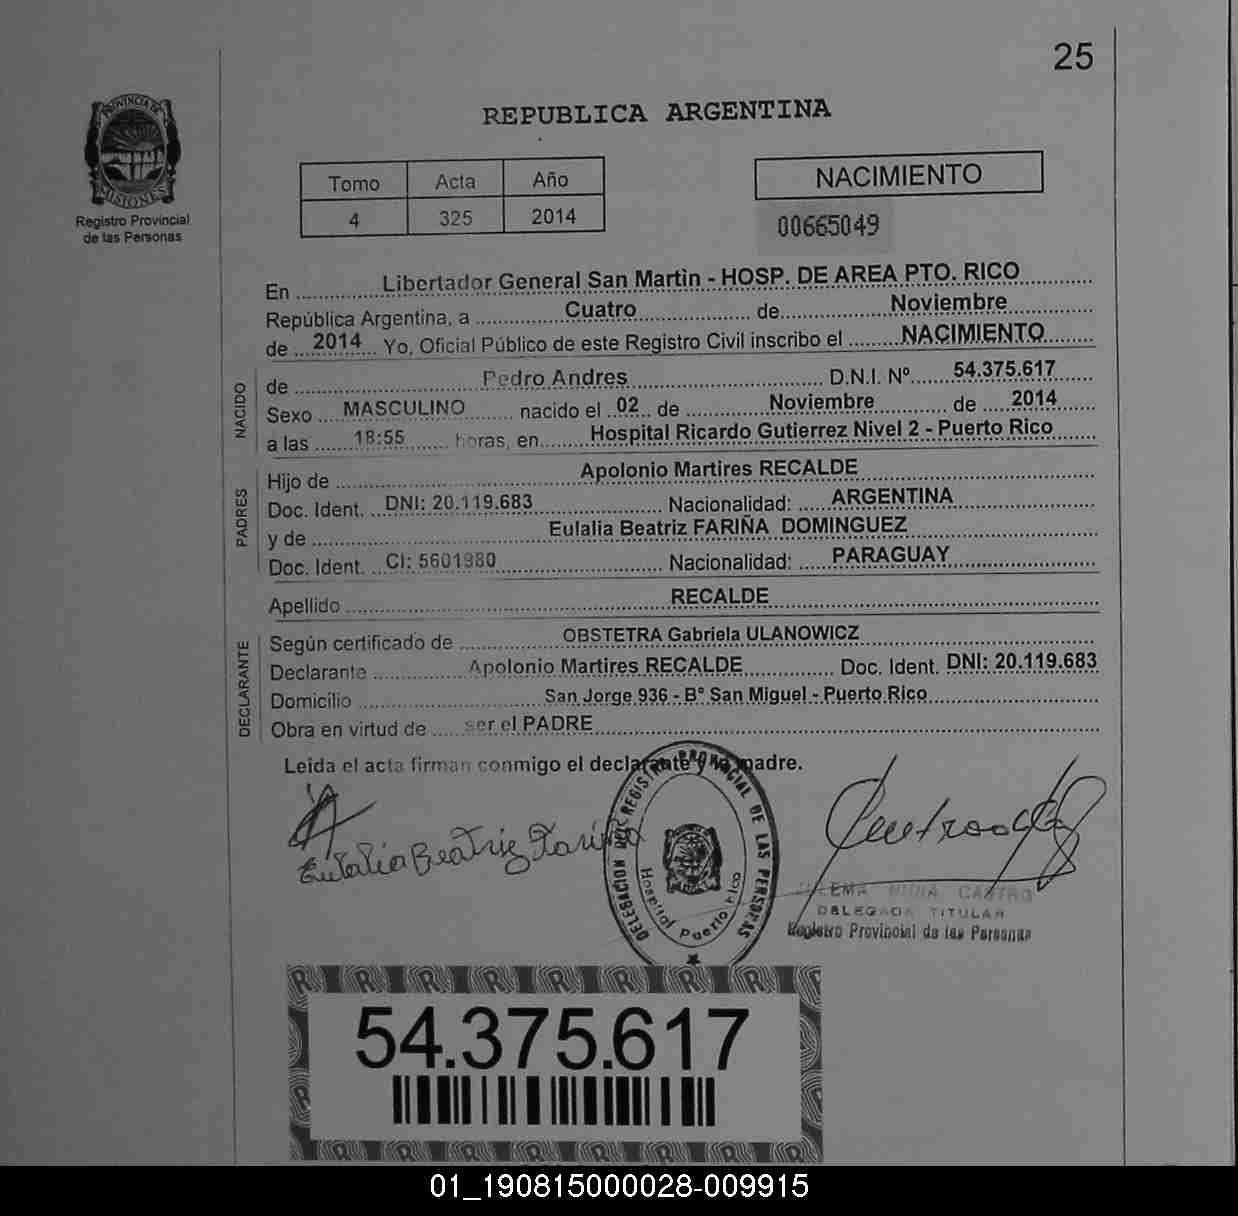 25
PROVINCIA DE
MISIONES
Registro Provincial
de las Personas
REPUBLICA ARGENTINA
Tomo Acta Año
4 325 2014
NACIMIENTO
00665049
En Libertador General San Martìn - HOSP. DE AREA PTO. RICO
República Argentina, a Cuatro de Noviembre
de 2014 Yo, Oficial Público de este Registro Civil inscribo el NACIMIENTO
NACIDO
de Pedro Andres D.N.I. Nº 54.375.617
Sexo MASCULINO nacido el 02 de Noviembre de 2014
a las 18:55 horas, en Hospital Ricardo Gutierrez Nivel 2 - Puerto Rico
PADRES
Hijo de Apolonio Martires RECALDE
Doc. Ident. DNI: 20.119.683 Nacionalidad: ARGENTINA
y de Eulalia Beatriz FARIÑA DOMINGUEZ
Doc. Ident. CI: 5601980 Nacionalidad: PARAGUAY
Apellido RECALDE
DECLARANTE
Según certificado de OBSTETRA Gabriela ULANOWICZ
Declarante Apolonio Martires RECALDE Doc. Ident. DNI: 20.119.683
Domicilio San Jorge 936 - Bº San Miguel - Puerto Rico
Obra en virtud de ser el PADRE
Leida el acta firman conmigo el declarante y la madre.
Eulalia Beatriz Fariña
DELEGACION DEL REGISTRO PROVINCIAL DE LAS PERSONAS
Hospital Puerto Rico
CASTRO
DELEGADA TITULAR
Registro Provincial de las Personas
54.375.617
01_190815000028-009915